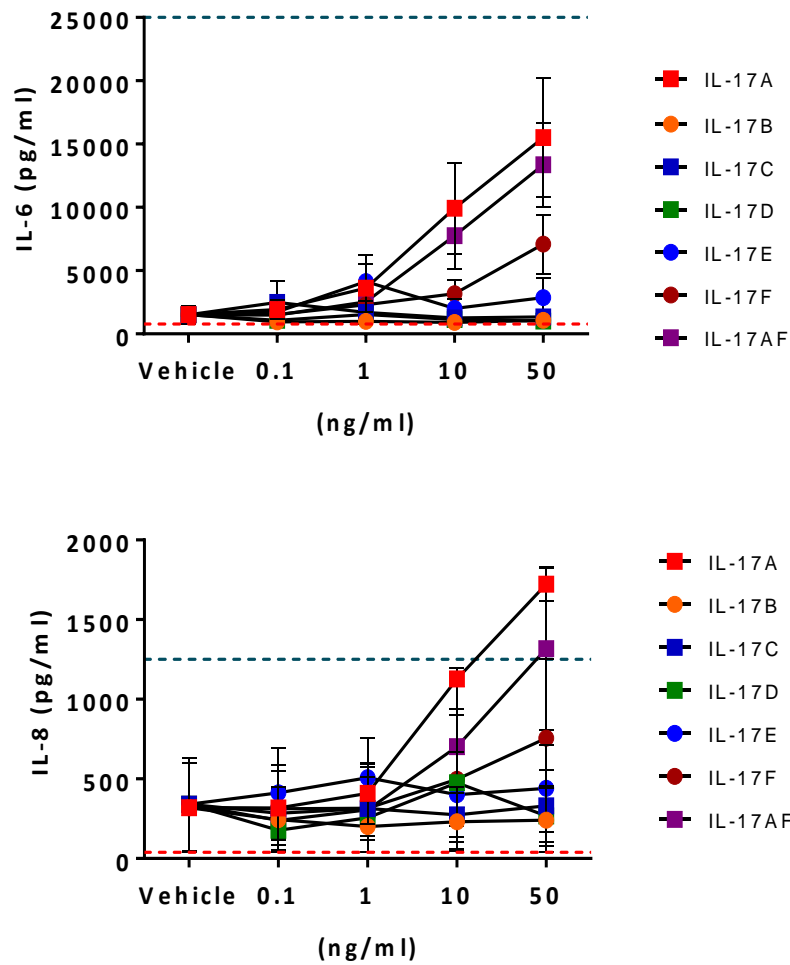 25000
20000
15000
10000
5000
0
IL-6 (pg/ml)
Vehicle 0.1 1 10 50
(ng/ml)
IL-17A
IL-17B
IL-17C
IL-17D
IL-17E
IL-17F
IL-17AF
2000
1500
1000
500
0
IL-8 (pg/ml)
Vehicle 0.1 1 10 50
(ng/ml)
IL-17A
IL-17B
IL-17C
IL-17D
IL-17E
IL-17F
IL-17AF